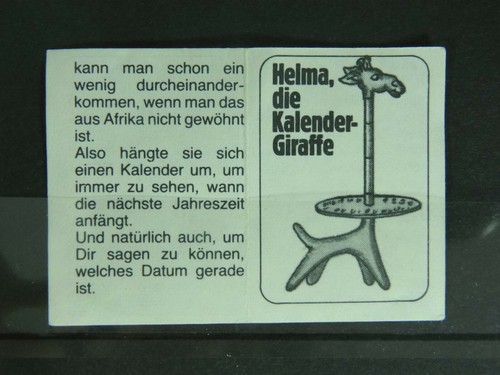 kann man schon ein
wenig durcheinander-
kommen, wenn man das
aus Afrika nicht gewöhnt
ist.
Also hängte sie sich
einen Kalender um, um
immer zu sehen, wann
die nächste Jahreszeit
anfängt.
Und natürlich auch, um
Dir sagen zu können,
welches Datum gerade
ist.
Helma,
die
Kalender-
Giraffe